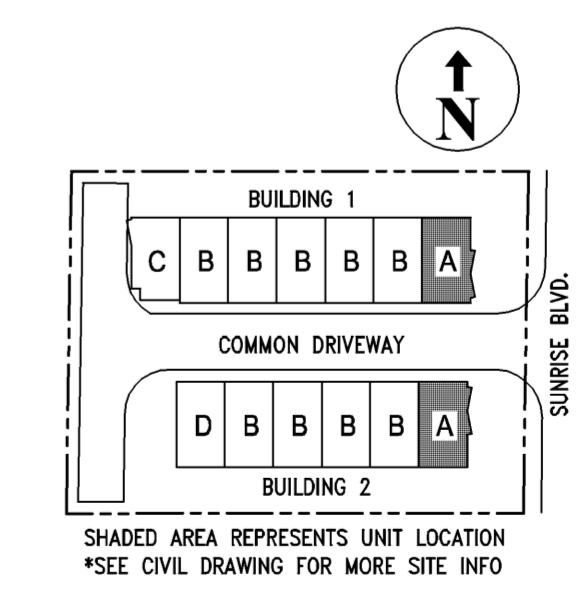 N
BUILDING 1
C B B B B B A
COMMON DRIVEWAY
SUNRISE BLVD.
D B B B B A
BUILDING 2
SHADED AREA REPRESENTS UNIT LOCATION
*SEE CIVIL DRAWING FOR MORE SITE INFO